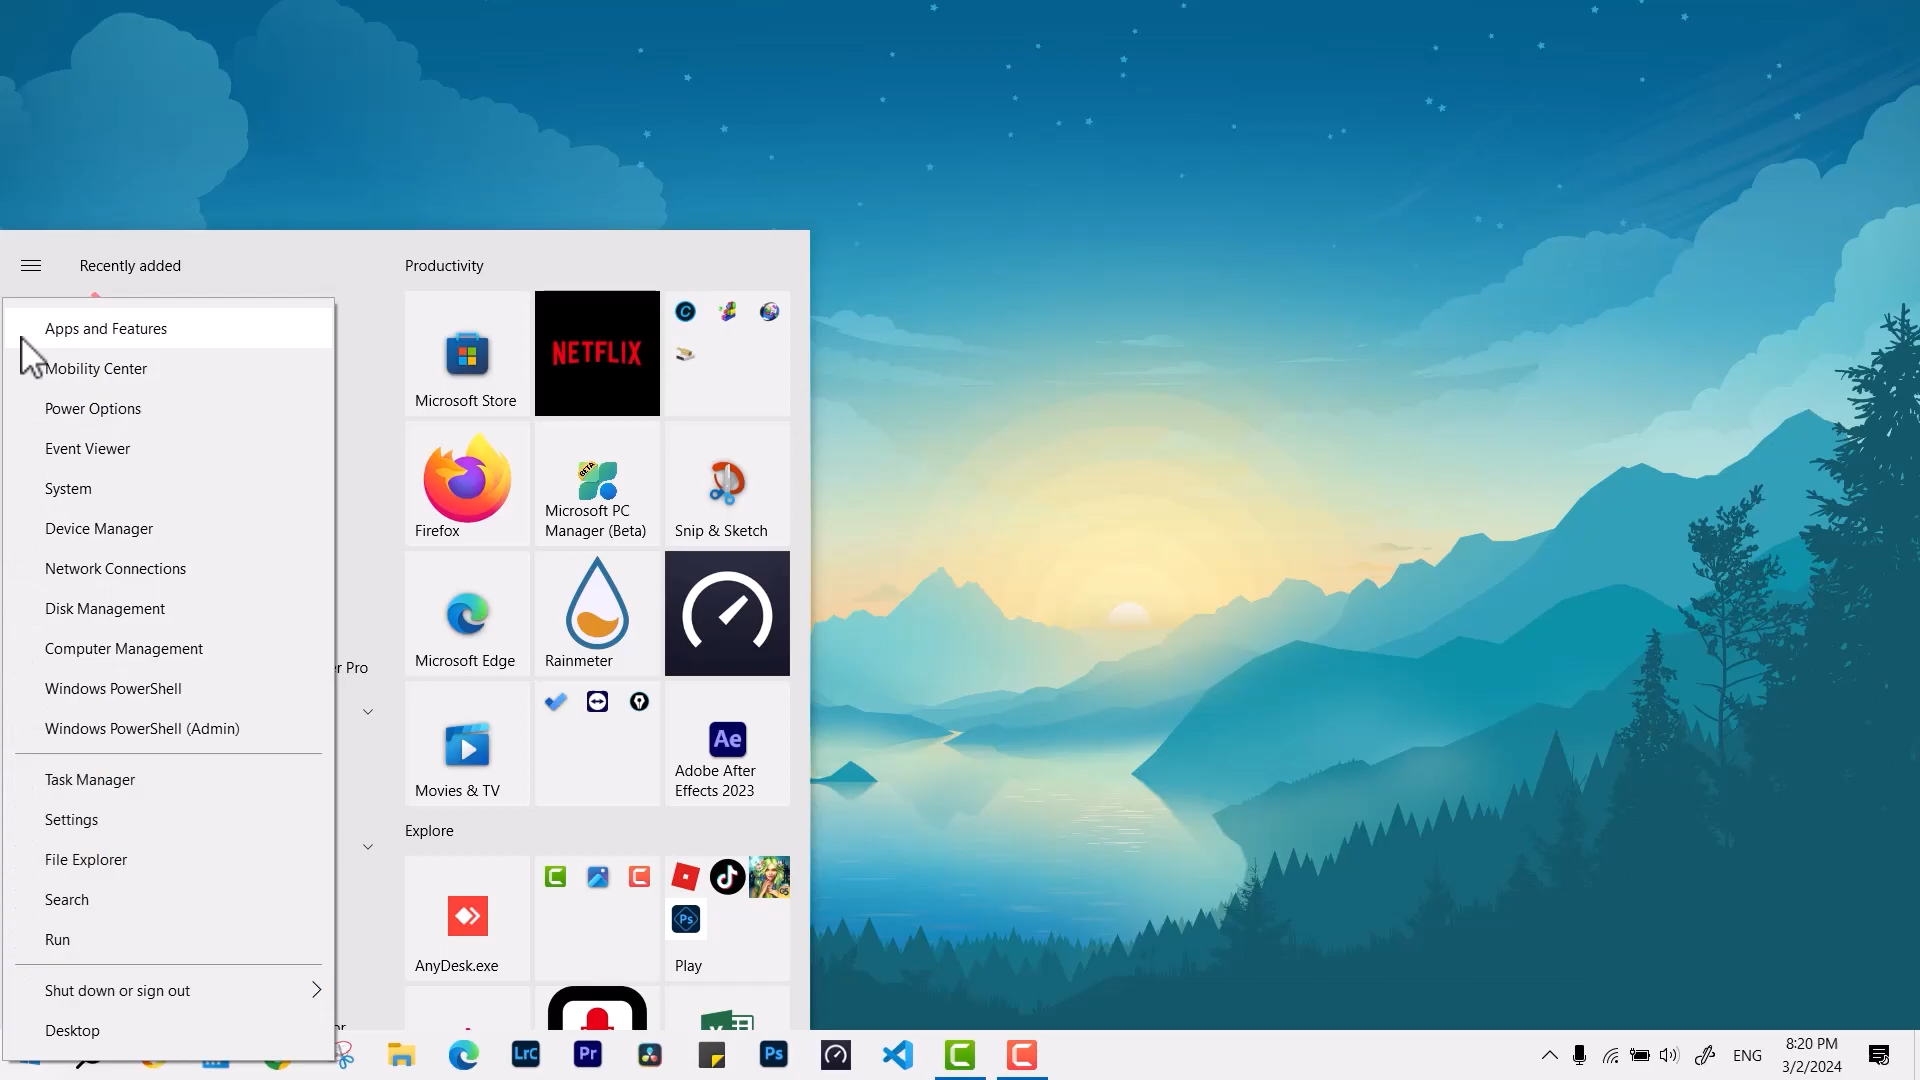 Recently added
Apps and Features
Mobility Center
Power Options
Event Viewer
System
Device Manager
Network Connections
Disk Management
Computer Management
Windows PowerShell
Windows PowerShell (Admin)
Task Manager
Settings
File Explorer
Search
Run
Shut down or sign out
Desktop
r Pro
or
Productivity
Microsoft Store
NETFLIX
Firefox
BETA
Microsoft PC
Manager (Beta)
Snip & Sketch
Microsoft Edge
Rainmeter
Movies & TV
Ae
Adobe After
Effects 2023
Explore
AnyDesk.exe
Ps
Play
LrC
Pr
Ps
ENG
8:20 PM
3/2/2024